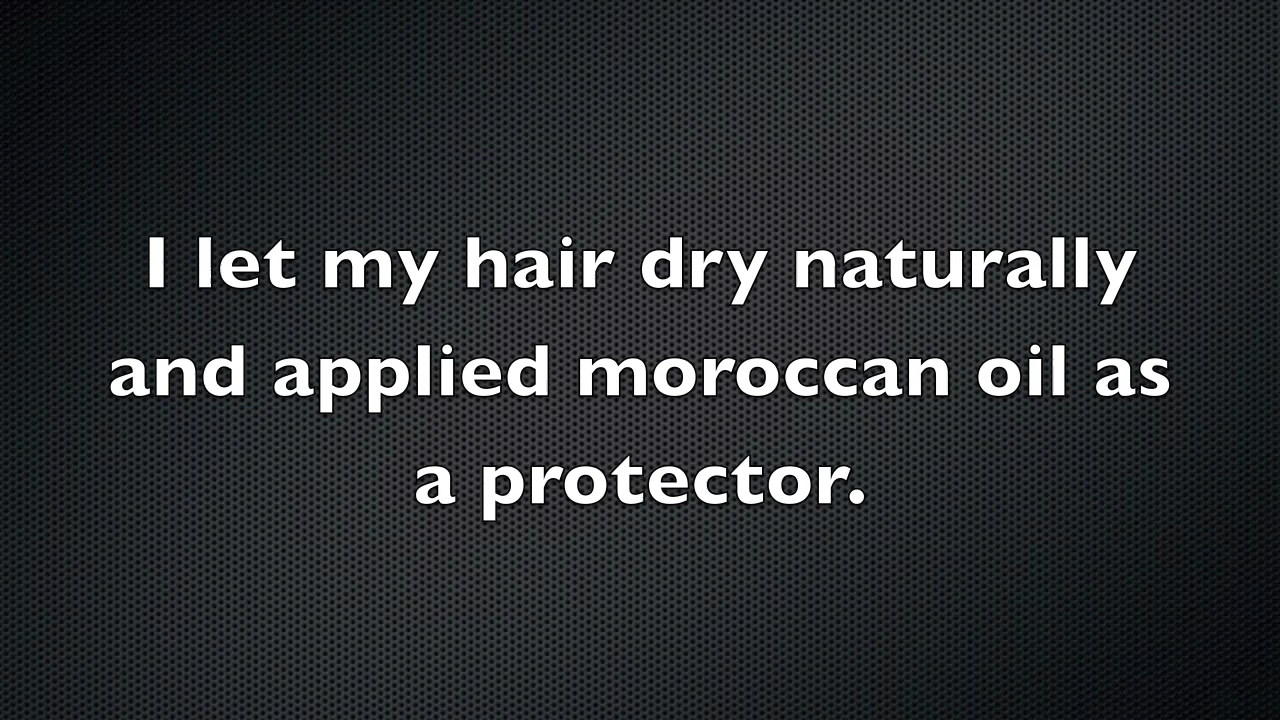 I let my hair dry naturally
and applied moroccan oil as
a protector.